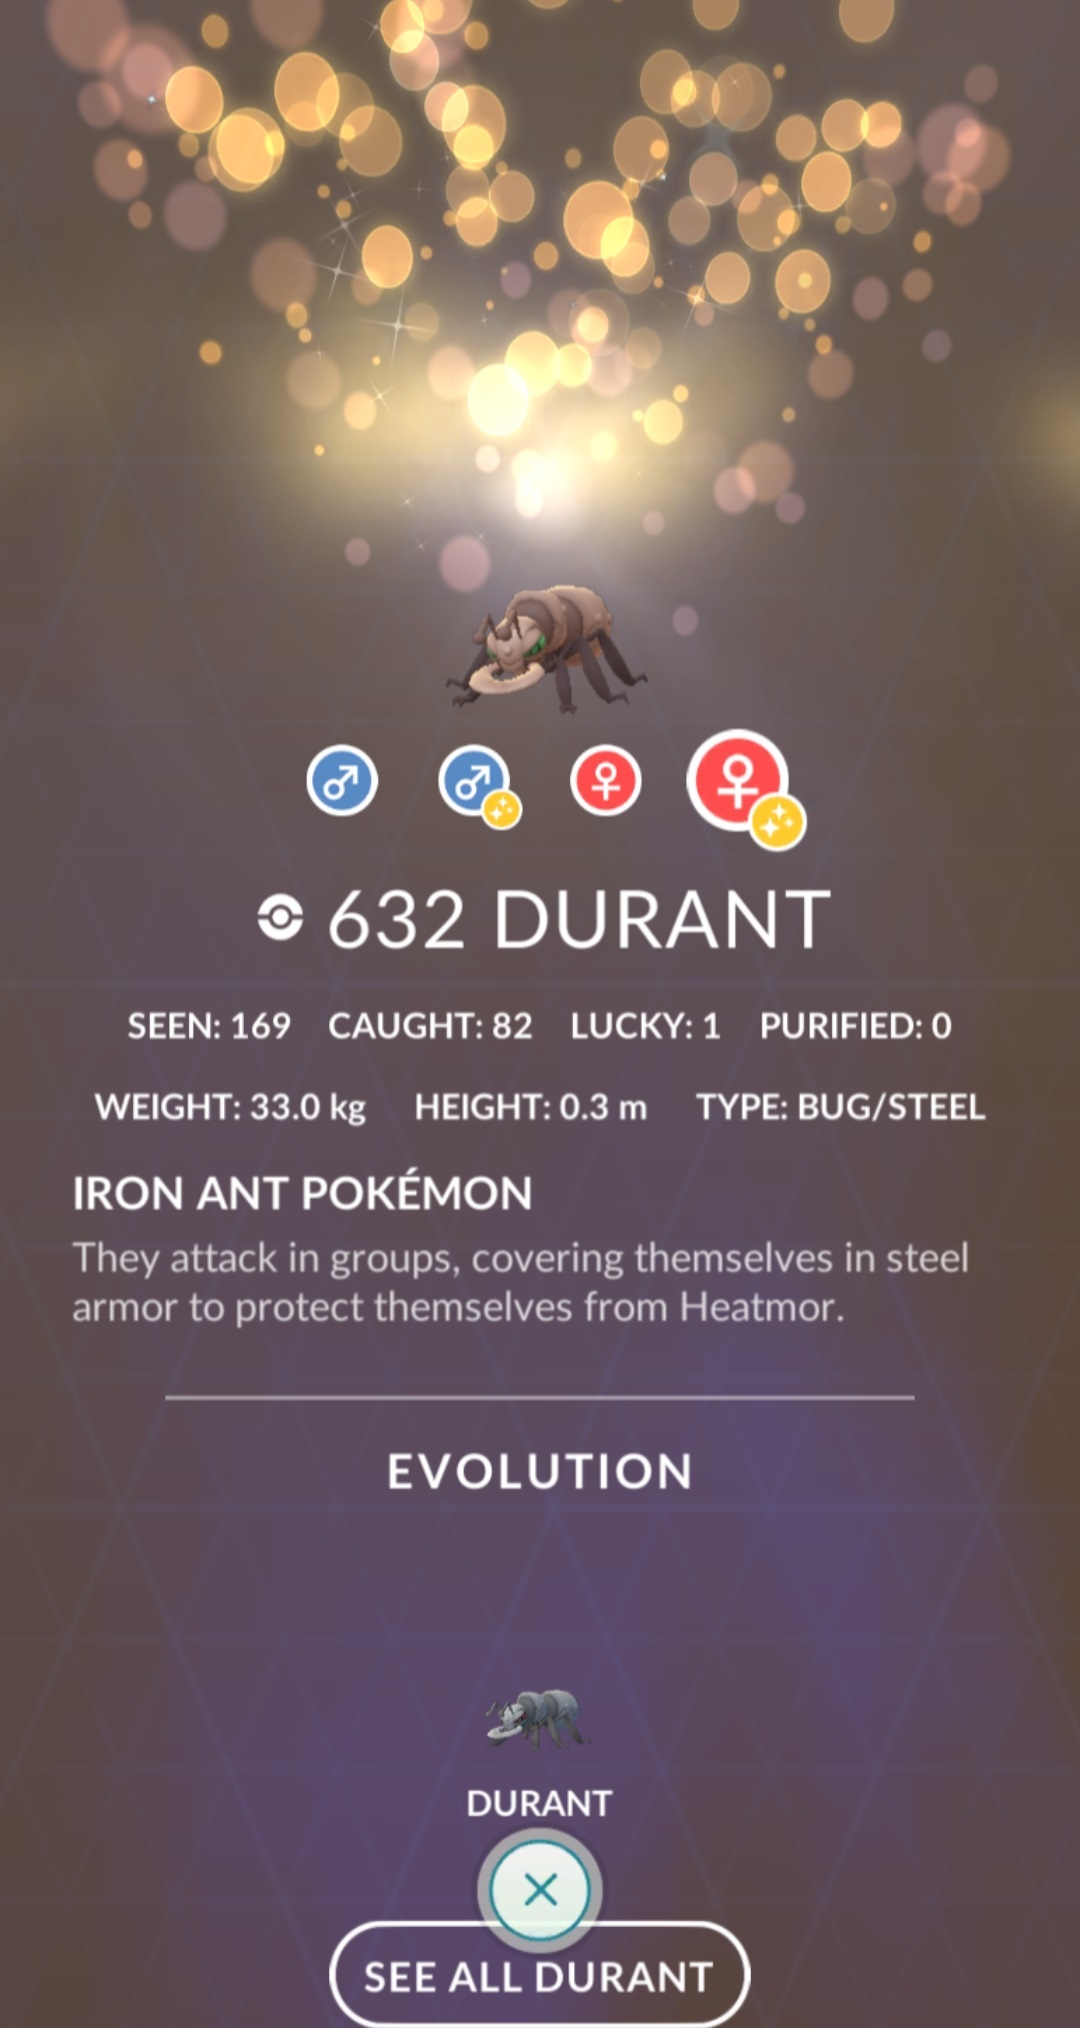 632 DURANT
SEEN: 169 CAUGHT: 82 LUCKY: 1 PURIFIED: 0
WEIGHT: 33.0 kg HEIGHT: 0.3 m TYPE: BUG/STEEL
IRON ANT POKÉMON
They attack in groups, covering themselves in steel
armor to protect themselves from Heatmor.
EVOLUTION
DURANT
SEE ALL DURANT